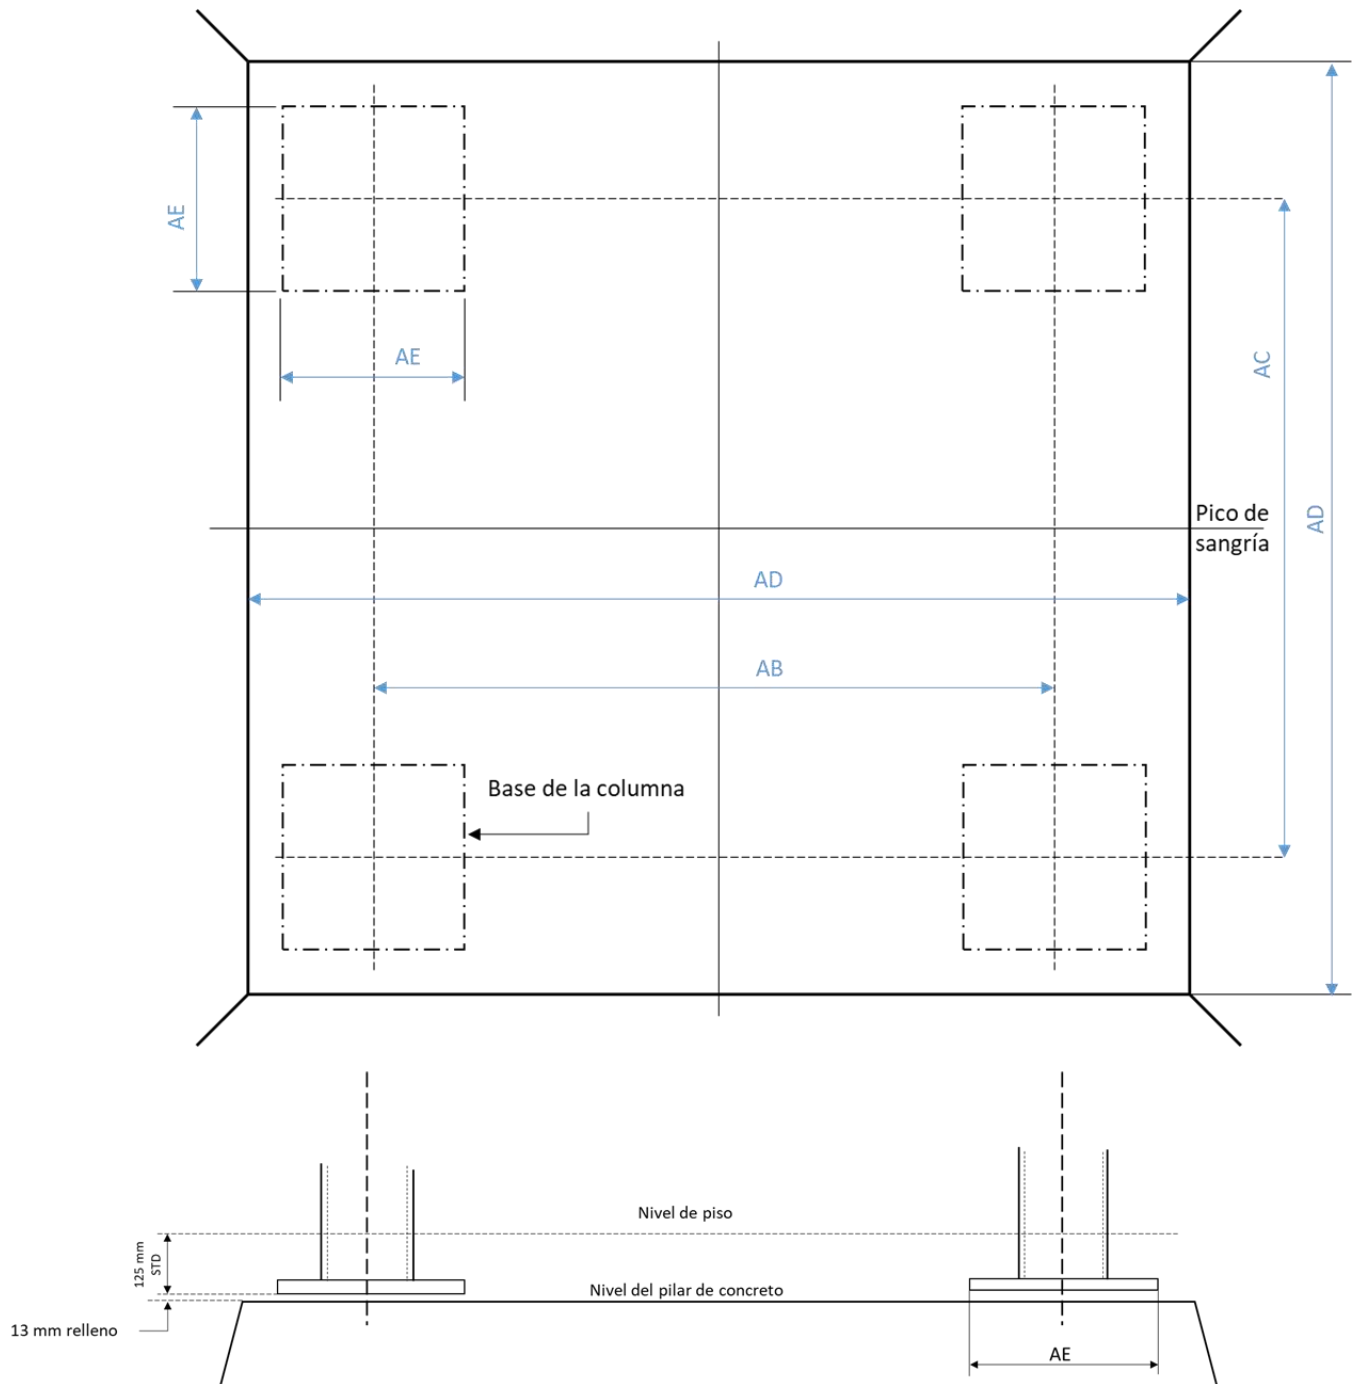 AE
AE
AC
Pico de
sangría
AD
AD
AB
Base de la columna
Nivel de piso
125 mm
STD
Nivel del pilar de concreto
13 mm relleno
AE